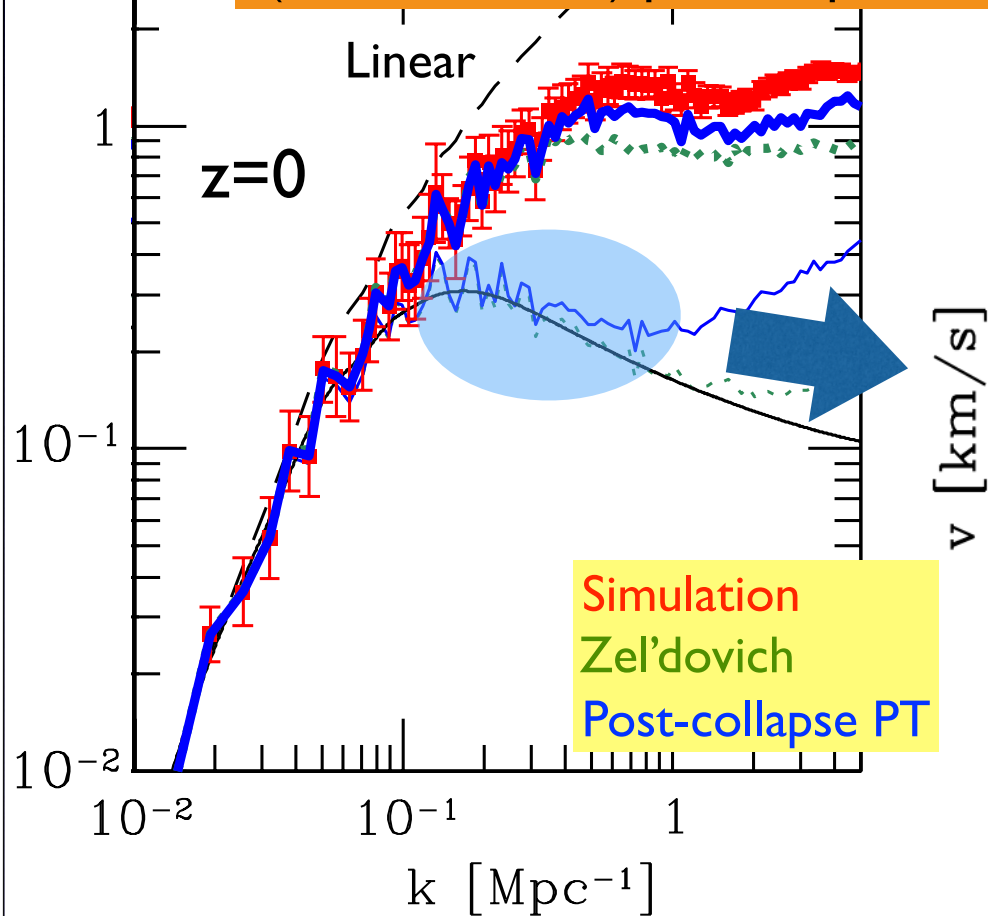 Linear
1
z=0
10⁻¹
Simulation
Zel'dovich
Post-collapse PT
10⁻²
10⁻² 10⁻¹ 1
k [Mpc⁻¹]
v [km/s]